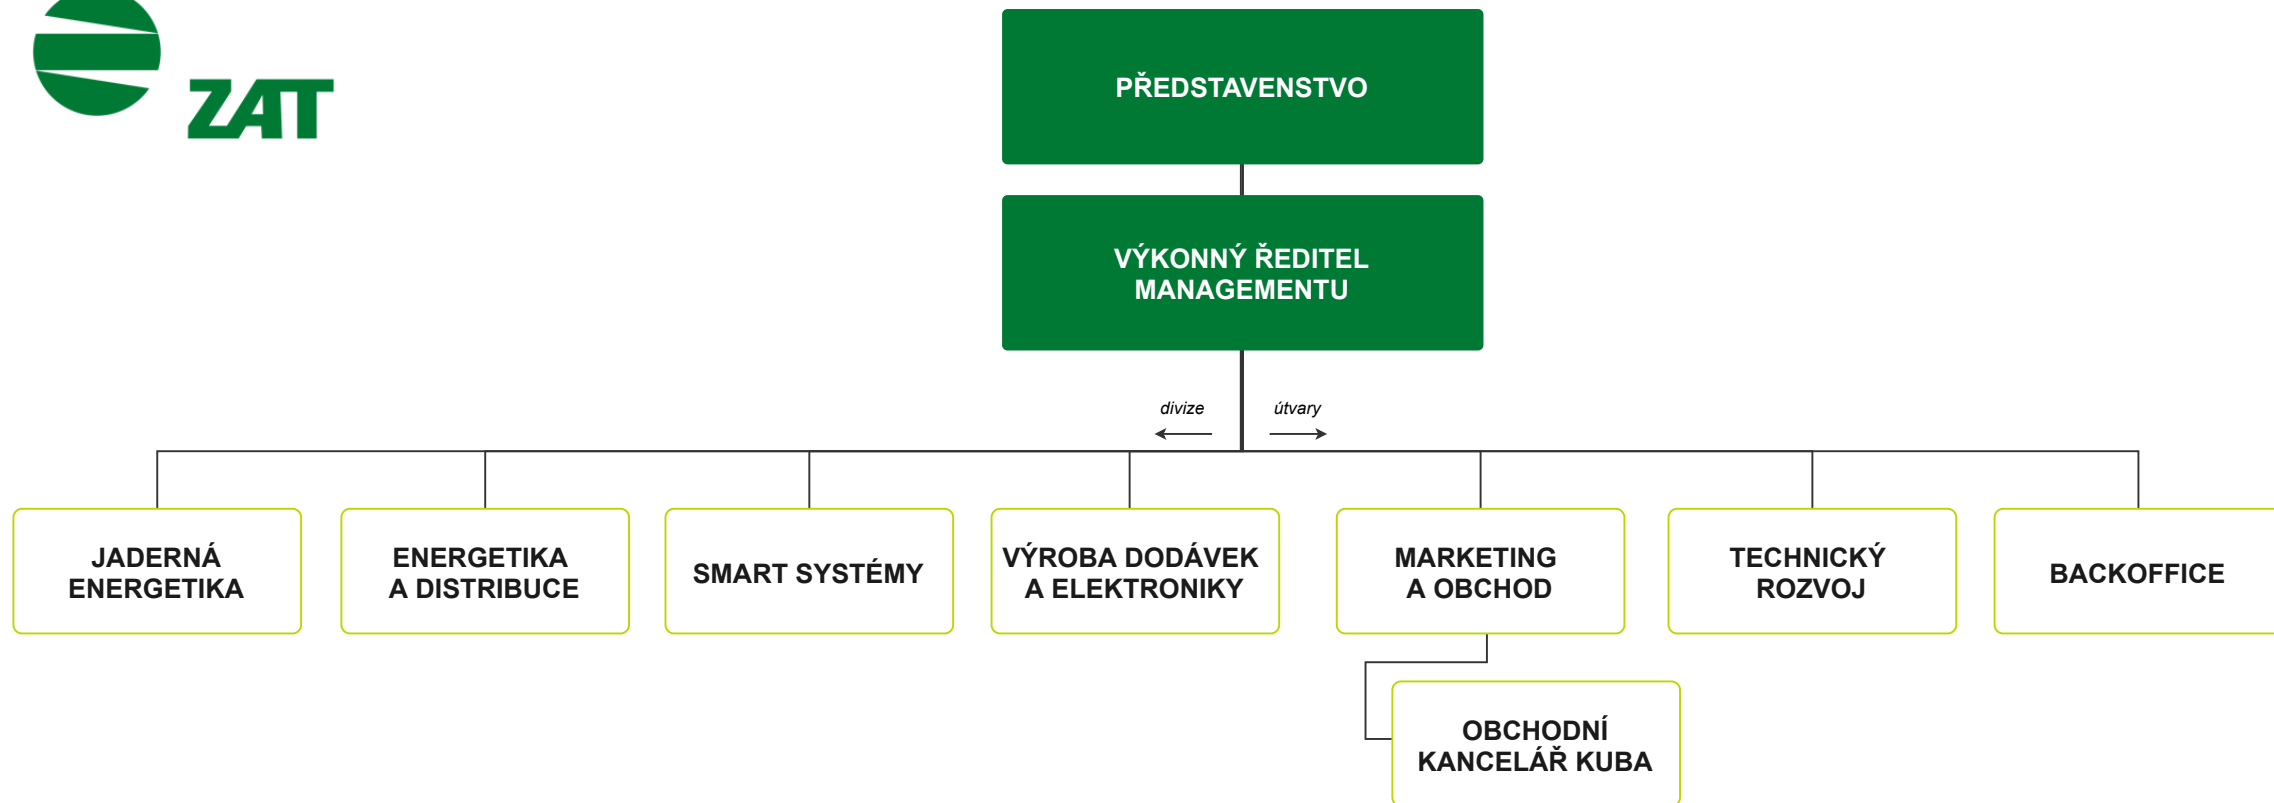 ZAT
PŘEDSTAVENSTVO
VÝKONNÝ ŘEDITEL
MANAGEMENTU
divize
útvary
JADERNÁ
ENERGETIKA
ENERGETIKA
A DISTRIBUCE
SMART SYSTÉMY
VÝROBA DODÁVEK
A ELEKTRONIKY
MARKETING
A OBCHOD
TECHNICKÝ
ROZVOJ
BACKOFFICE
OBCHODNÍ
KANCELÁŘ KUBA